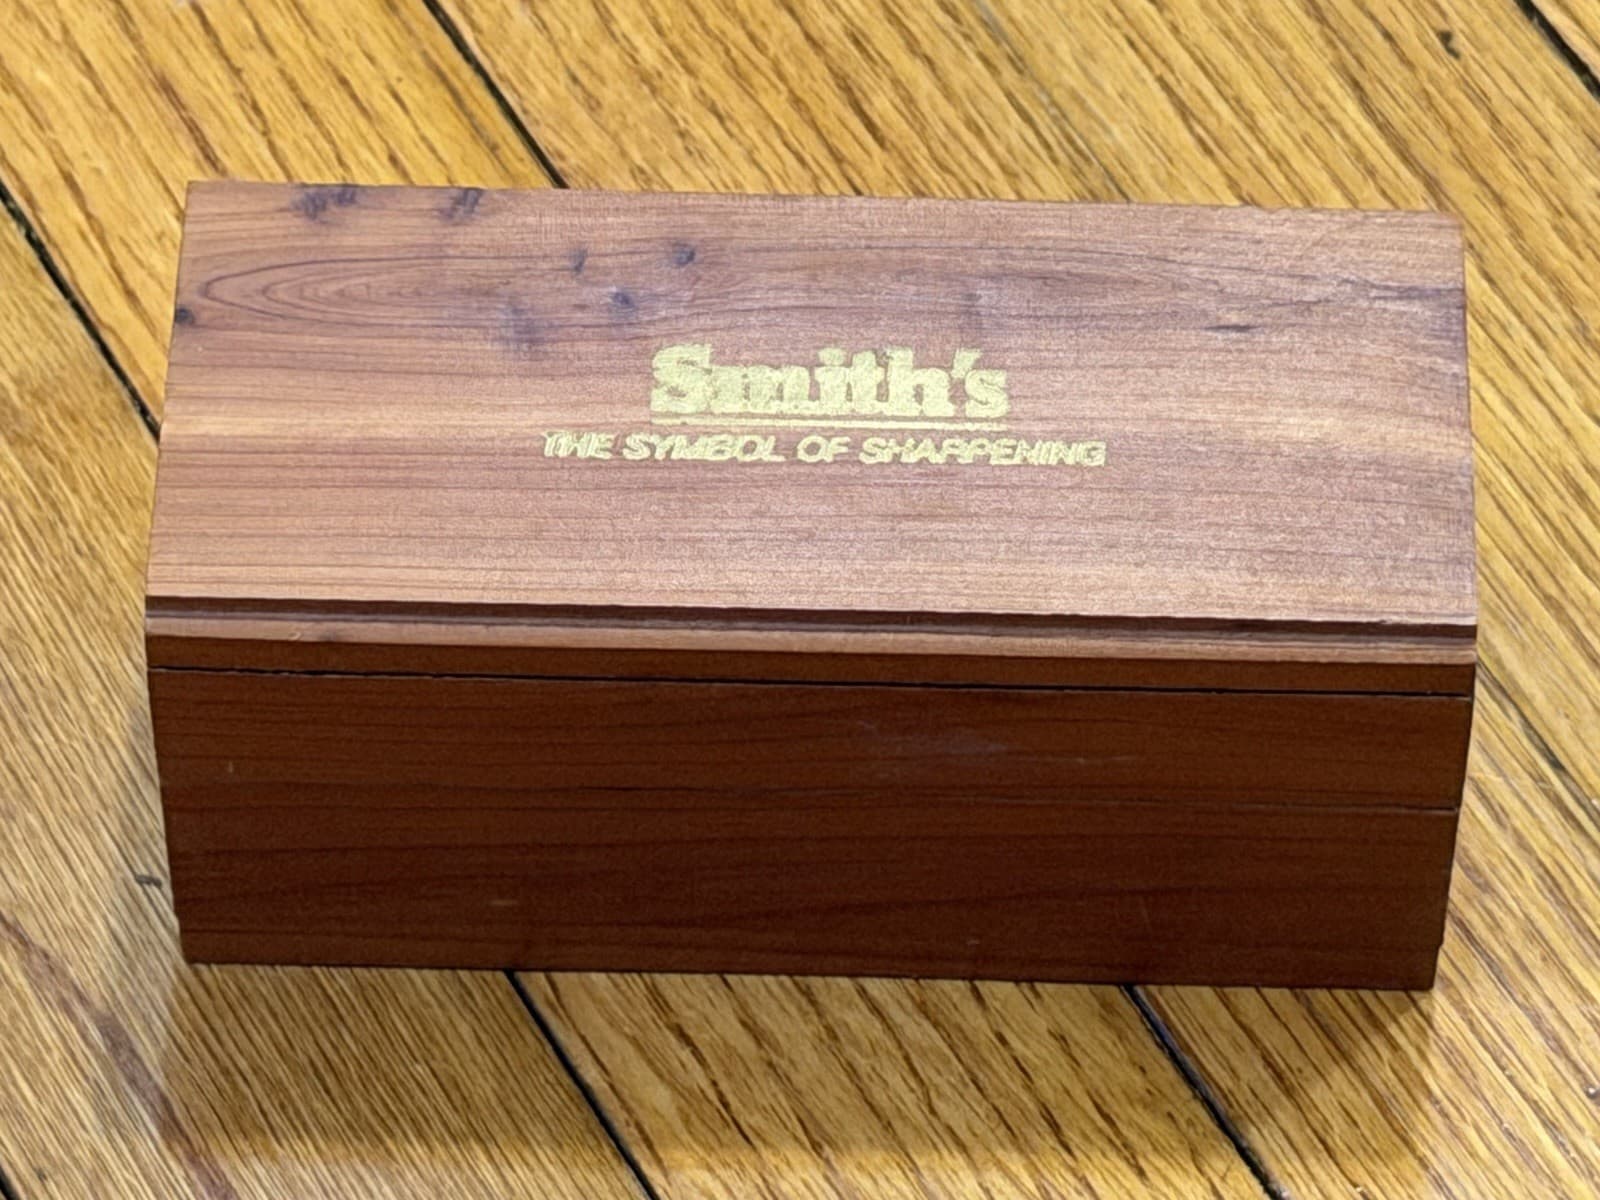 Smith's
THE SYMBOL OF SHARPENING